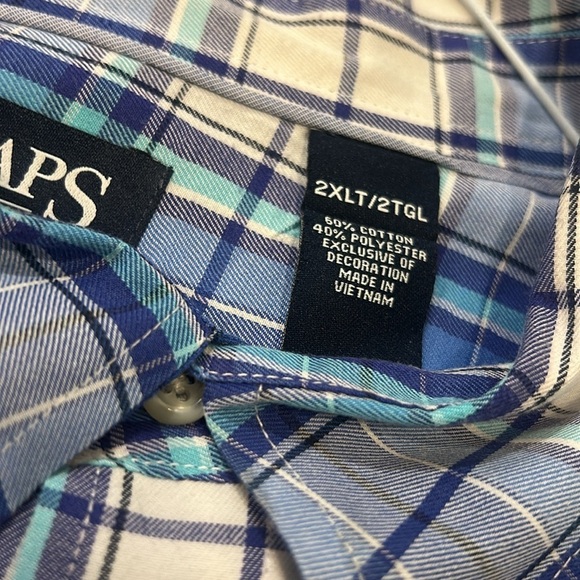 APS
2XLT/2TGL
60% COTTON
40% POLYESTER
EXCLUSIVE OF
DECORATION
MADE IN
VIETNAM